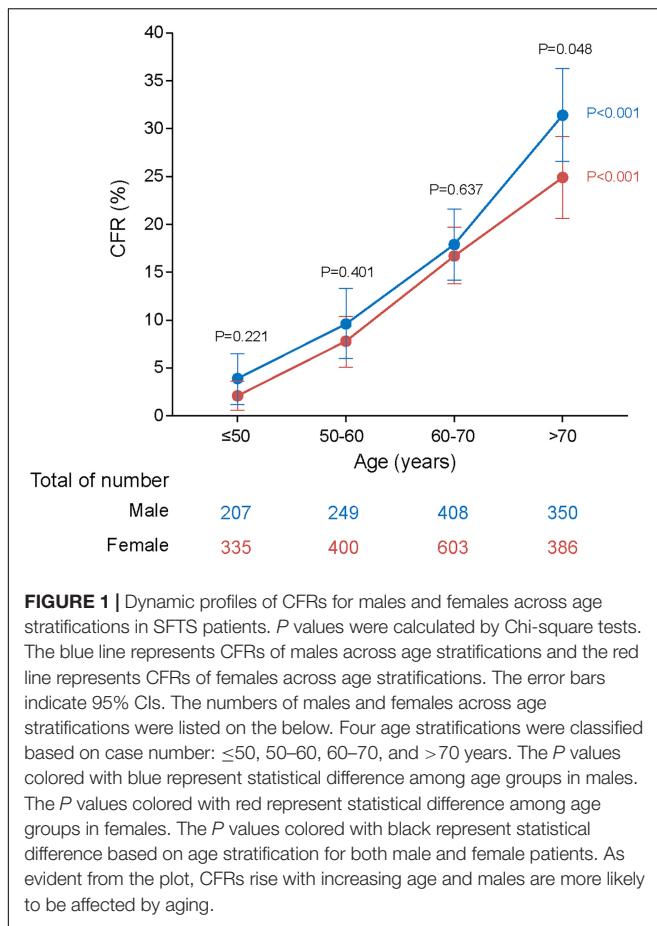 40
35
30
25
20
15
10
5
0
CFR (%)
P=0.221
P=0.401
P=0.637
P=0.048
P<0.001
P<0.001
≤50 50-60 60-70 >70
Age (years)
Total of number
Male 207 249 408 350
Female 335 400 603 386
FIGURE 1 | Dynamic profiles of CFRs for males and females across age
stratifications in SFTS patients. P values were calculated by Chi-square tests.
The blue line represents CFRs of males across age stratifications and the red
line represents CFRs of females across age stratifications. The error bars
indicate 95% CIs. The numbers of males and females across age
stratifications were listed on the below. Four age stratifications were classified
based on case number: ≤50, 50–60, 60–70, and >70 years. The P values
colored with blue represent statistical difference among age groups in males.
The P values colored with red represent statistical difference among age
groups in females. The P values colored with black represent statistical
difference based on age stratification for both male and female patients. As
evident from the plot, CFRs rise with increasing age and males are more likely
to be affected by aging.